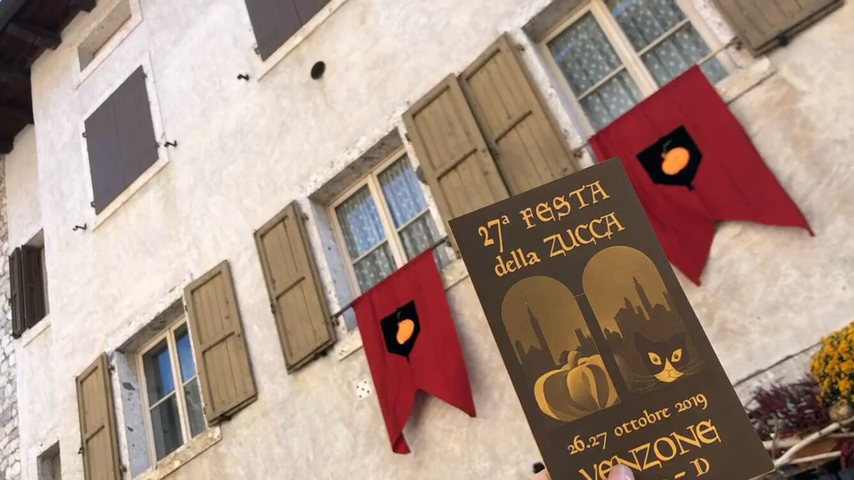 27ª FESTA
della ZUCCA
26.27 ottobre 2019
VENZONE
- D